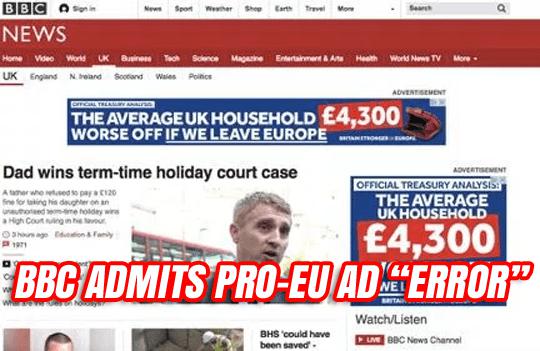 BBC Sign in News Sport Weather Shop Earth Travel More Search
NEWS
Home Video World UK Business Tech Science Magazine Entertainment & Arts Health World News TV More
UK England N. Ireland Scotland Wales Politics
ADVERTISEMENT
OFFICIAL TREASURY ANALYSIS:
THE AVERAGE UK HOUSEHOLD £4,300
WORSE OFF IF WE LEAVE EUROPE
BRITAIN STRONGER IN EUROPE
Dad wins term-time holiday court case
A father who refused to pay a £120
fine for taking his daughter on an
unauthorised term-time holiday wins
a High Court ruling in his favour.
3 hours ago Education & Family
1971
ADVERTISEMENT
OFFICIAL TREASURY ANALYSIS:
THE AVERAGE
UK HOUSEHOLD
£4,300
BBC ADMITS PRO-EU AD “ERROR”
What are the rules on holidays?
BHS 'could have
been saved' -
Watch/Listen
LIVE BBC News Channel